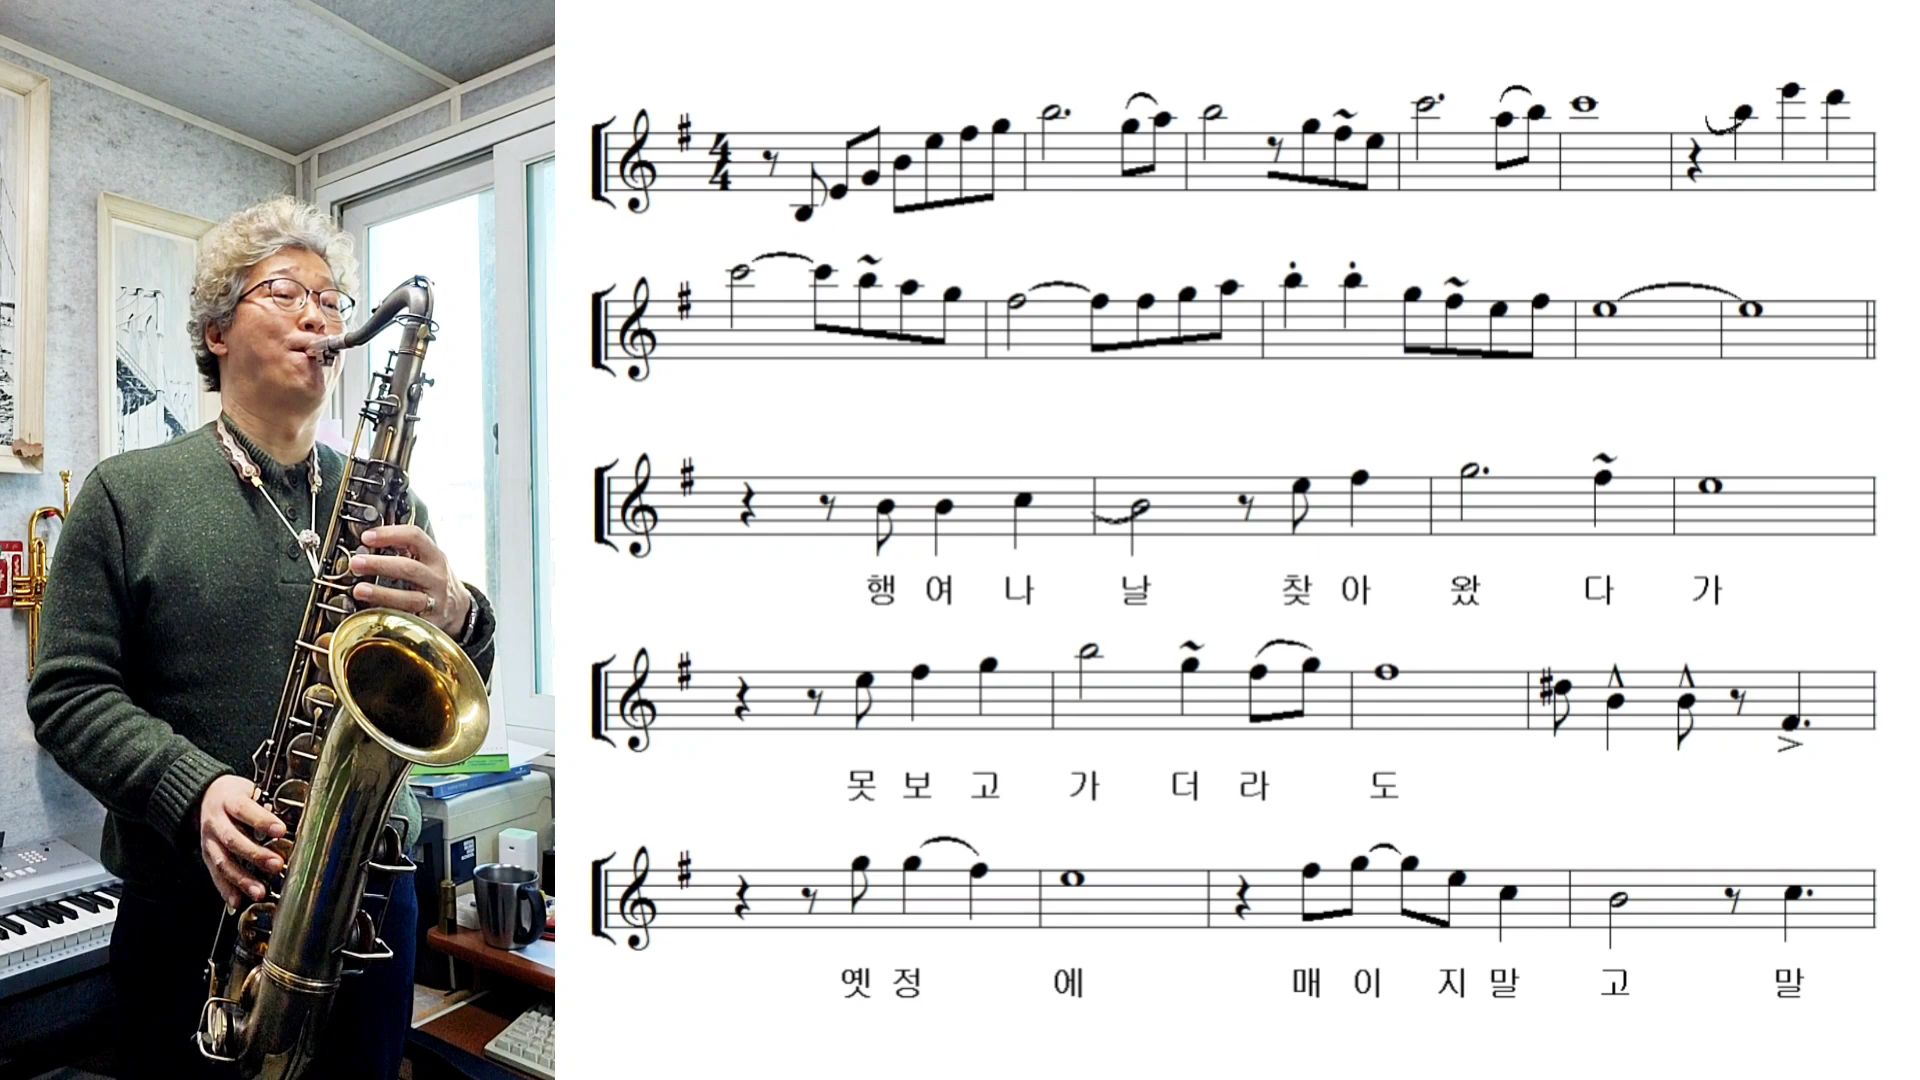 행 여 나 날 찾 아 왔 다 가
못 보 고 가 더 라 도
옛 정 에 매 이 지 말 고 말